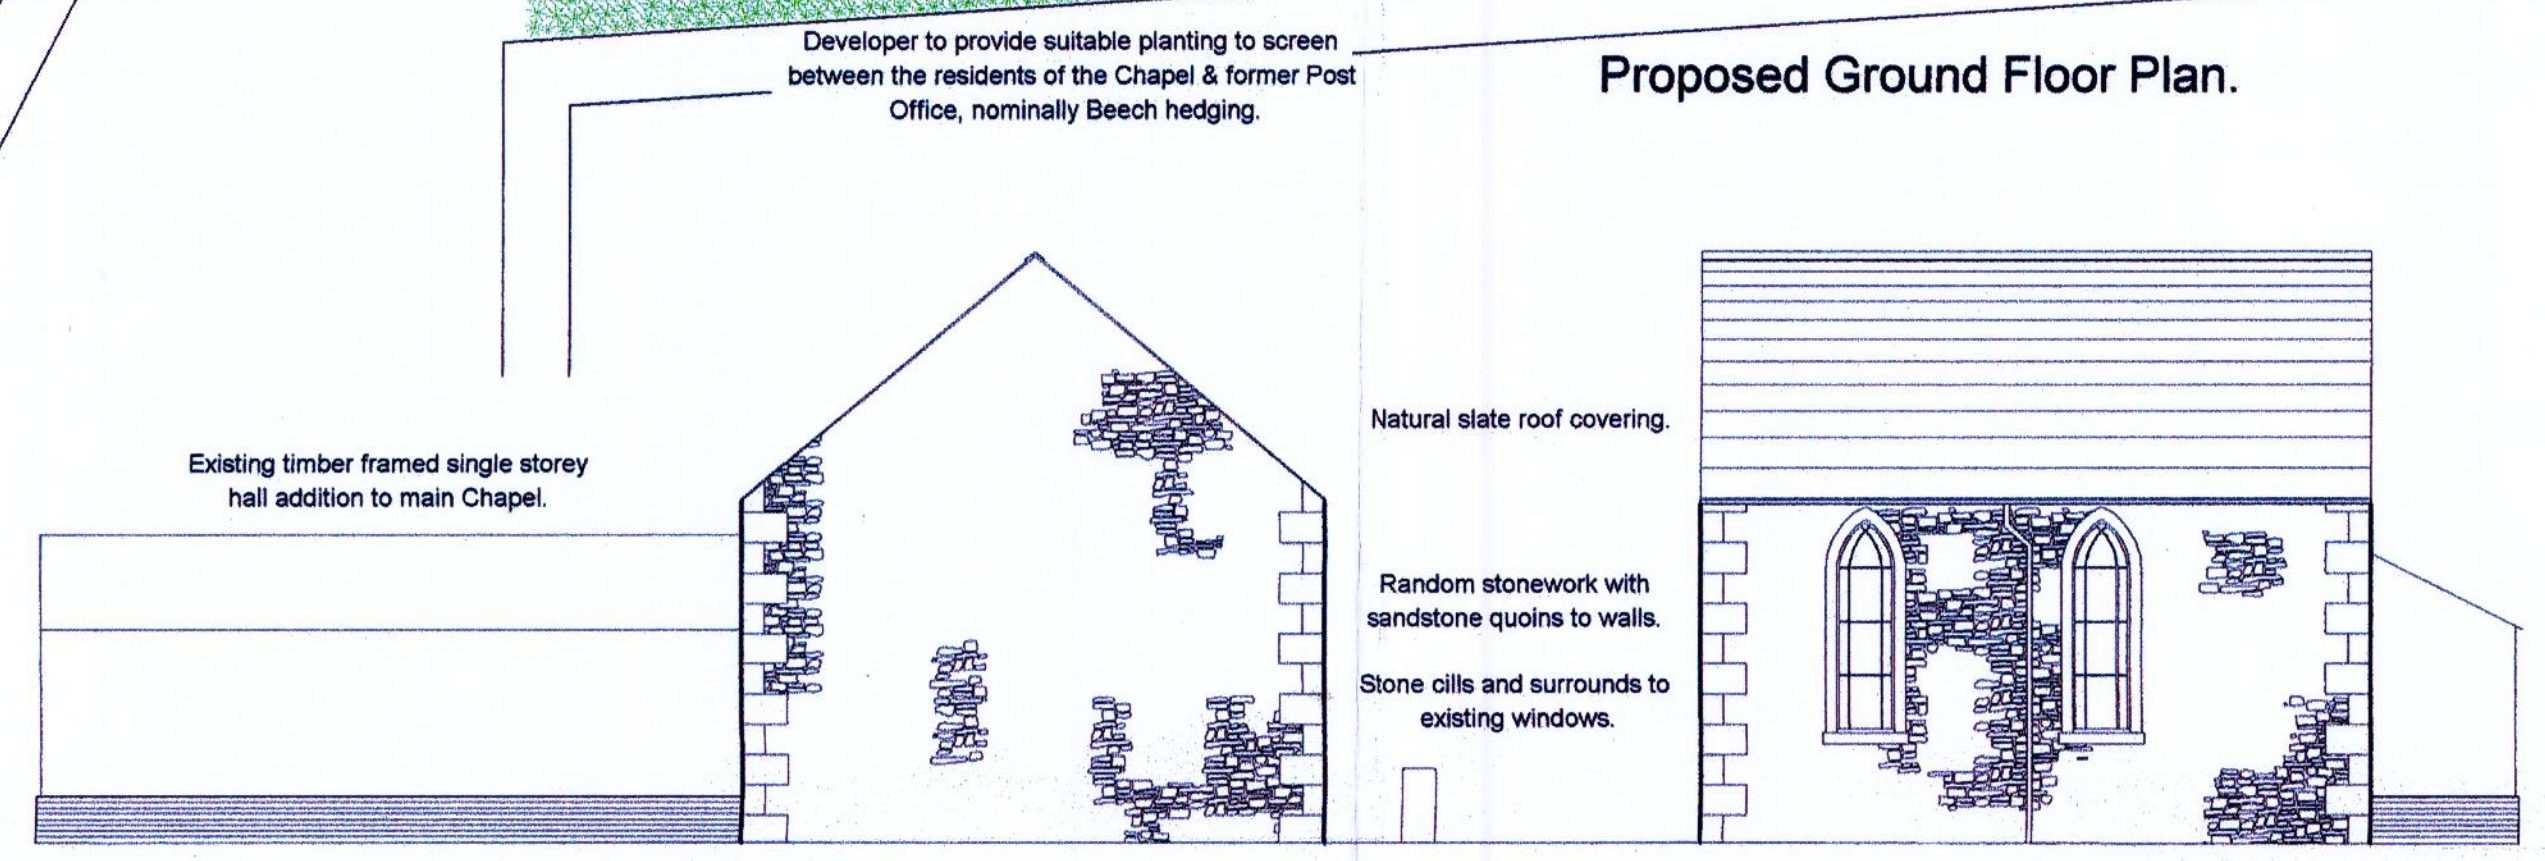 Developer to provide suitable planting to screen
between the residents of the Chapel & former Post
Office, nominally Beech hedging.
Proposed Ground Floor Plan.
Existing timber framed single storey
hall addition to main Chapel.
Natural slate roof covering.
Random stonework with
sandstone quoins to walls.
Stone cills and surrounds to
existing windows.